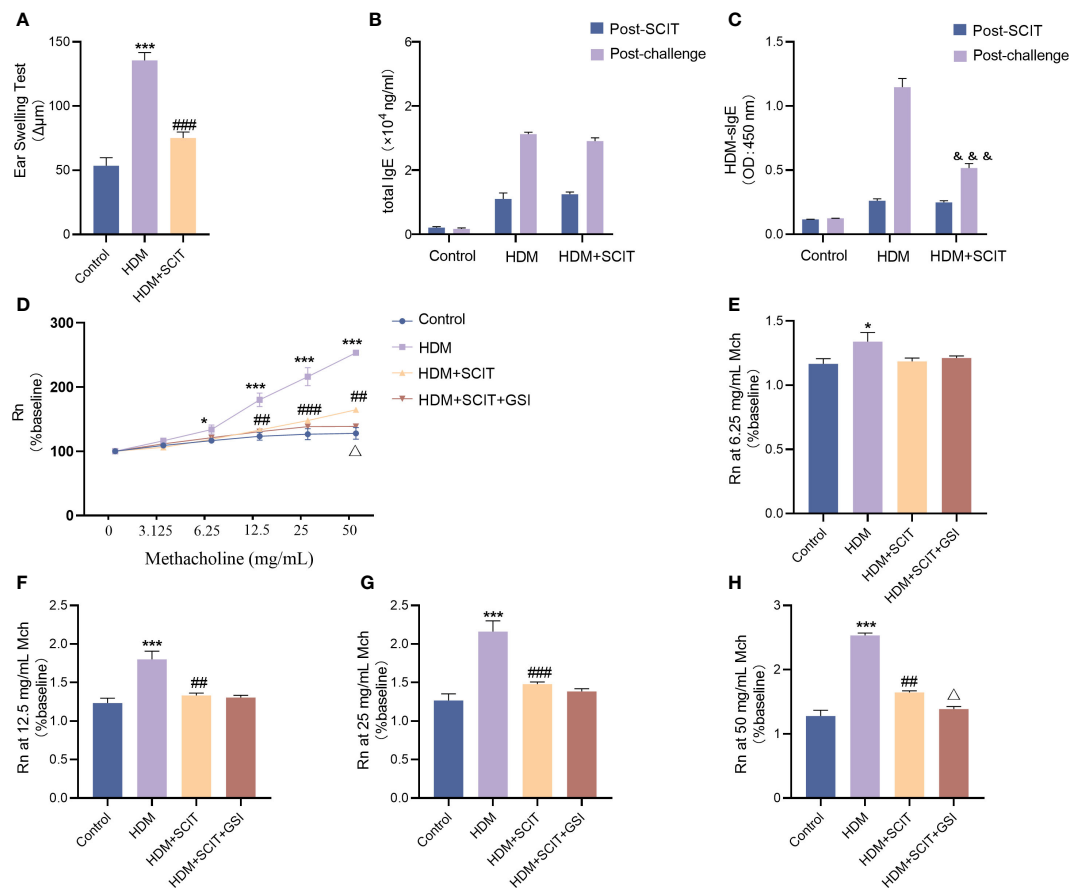 A
Ear Swelling Test
(Δμm)
150
100
50
0
***
###
Control
HDM
HDM+SCIT
B
Post-SCIT
Post-challenge
total IgE（×10⁴ ng/ml）
6
2
2
0
Control
HDM
HDM+SCIT
C
Post-SCIT
Post-challenge
HDM-sIgE
（OD: 450 nm）
1.5
1.0
0.5
0.0
& & &
Control
HDM
HDM+SCIT
D
Rn
(%baseline)
300
200
100
0
*
***
***
***
##
###
##
△
0
3.125
6.25
12.5
25
50
Methacholine (mg/mL)
Control
HDM
HDM+SCIT
HDM+SCIT+GSI
E
Rn at 6.25 mg/mL Mch
（%baseline）
1.5
1.0
0.5
0.0
*
Control
HDM
HDM+SCIT
HDM+SCIT+GSI
F
Rn at 12.5 mg/mL Mch
（%baseline）
2.5
2.0
1.5
1.0
0.5
0.0
***
##
Control
HDM
HDM+SCIT
HDM+SCIT+GSI
G
Rn at 25 mg/mL Mch
（%baseline）
2.5
2.0
1.5
1.0
0.5
0.0
***
###
Control
HDM
HDM+SCIT
HDM+SCIT+GSI
H
Rn at 50 mg/mL Mch
（%baseline）
3
2
1
0
***
##
△
Control
HDM
HDM+SCIT
HDM+SCIT+GSI